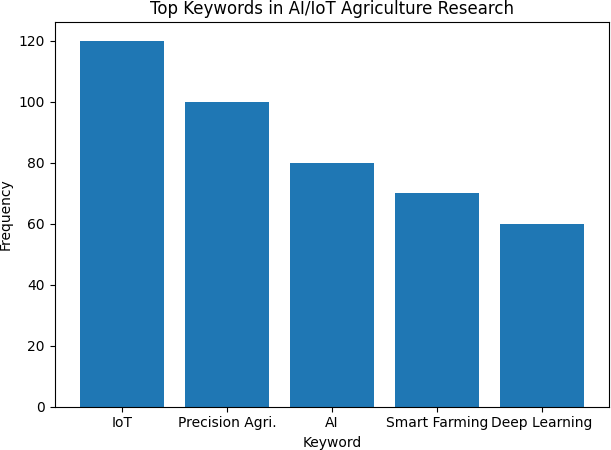 Top Keywords in AI/IoT Agriculture Research
120
100
80
60
40
20
0
Frequency
IoT Precision Agri. AI Smart Farming Deep Learning
Keyword